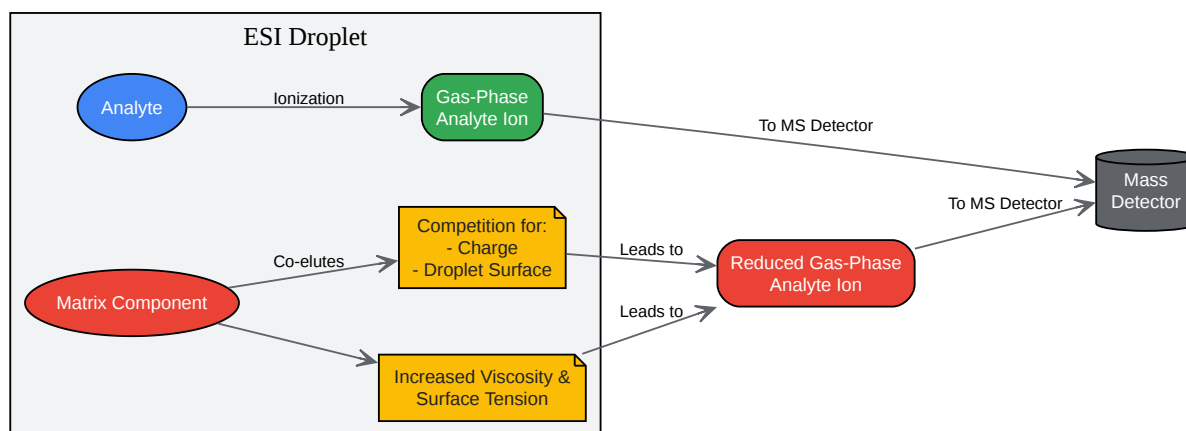 ESI Droplet
Analyte
Ionization
Gas-Phase
Analyte Ion
To MS Detector
Mass
Detector
Matrix Component
Co-elutes
Competition for:
- Charge
- Droplet Surface
Leads to
Reduced Gas-Phase
Analyte Ion
To MS Detector
Increased Viscosity &
Surface Tension
Leads to